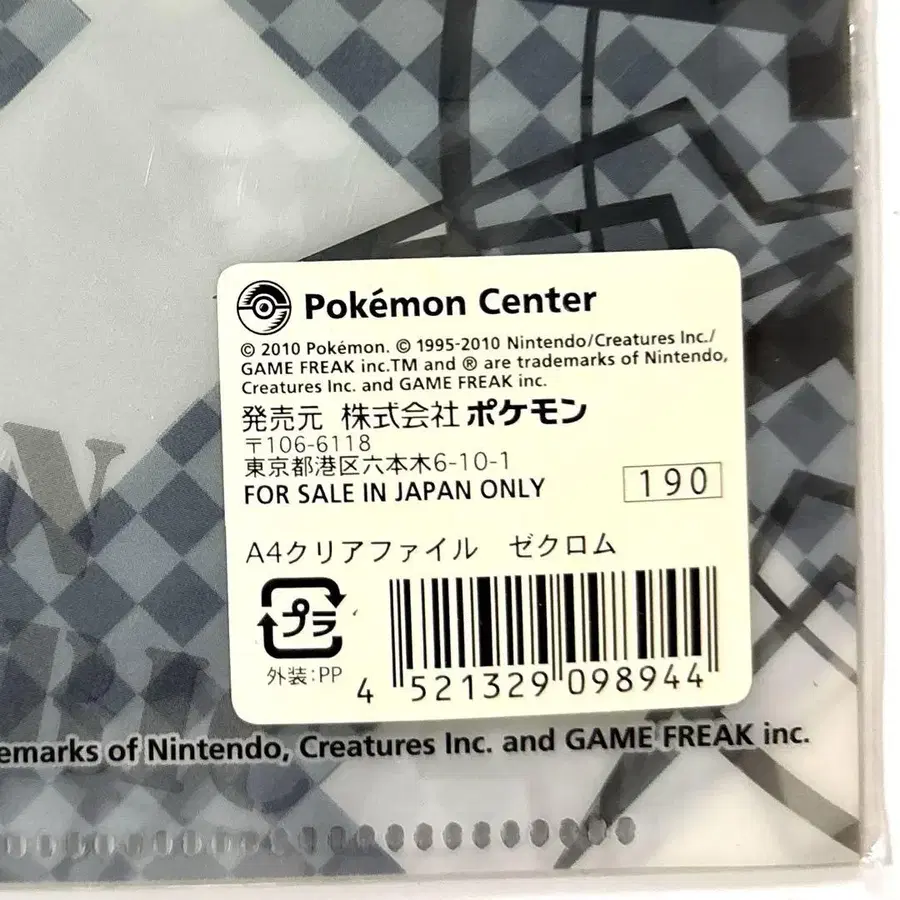 Pokémon Center
© 2010 Pokémon. © 1995-2010 Nintendo/Creatures Inc./
GAME FREAK inc.TM and ® are trademarks of Nintendo,
Creatures Inc. and GAME FREAK inc.
発売元 株式会社ポケモン
〒106-6118
東京都港区六本木6-10-1
FOR SALE IN JAPAN ONLY
190
A4クリアファイル ゼクロム
プラ
外装:PP
4 521329 098944
emarks of Nintendo, Creatures Inc. and GAME FREAK inc.